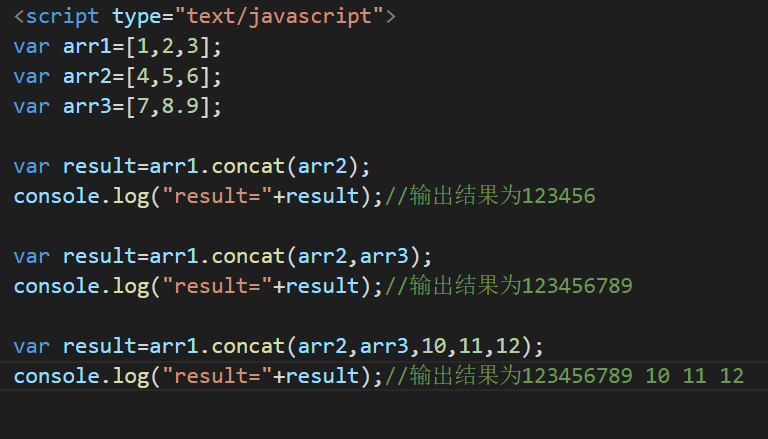 <script type="text/javascript">
var arr1=[1,2,3];
var arr2=[4,5,6];
var arr3=[7,8.9];
var result=arr1.concat(arr2);
console.log("result="+result);//输出结果为123456
var result=arr1.concat(arr2,arr3);
console.log("result="+result);//输出结果为123456789
var result=arr1.concat(arr2,arr3,10,11,12);
console.log("result="+result);//输出结果为123456789 10 11 12